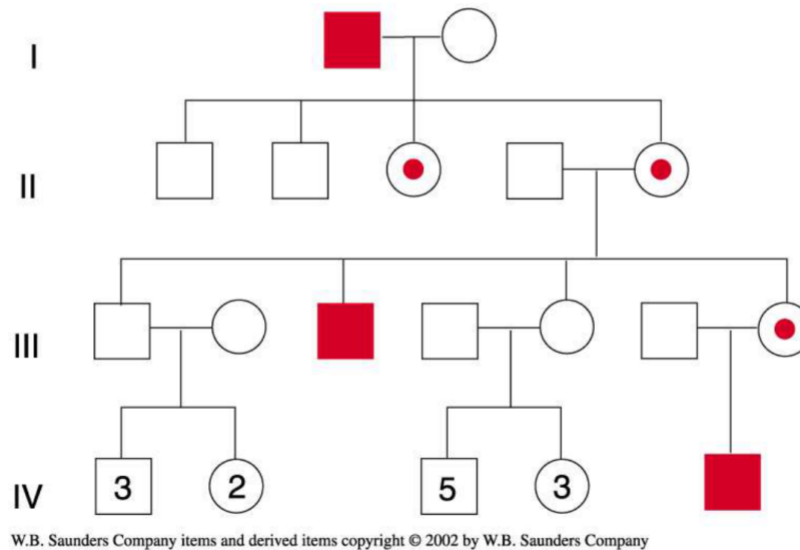 I
II
III
IV
3
2
5
3
W.B. Saunders Company items and derived items copyright © 2002 by W.B. Saunders Company